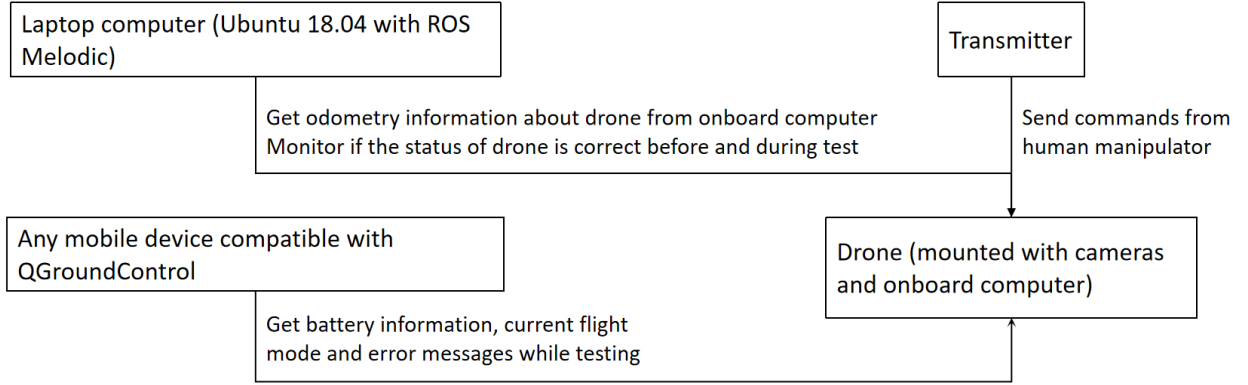 Laptop computer (Ubuntu 18.04 with ROS
Melodic)
Transmitter
Get odometry information about drone from onboard computer
Monitor if the status of drone is correct before and during test
Send commands from
human manipulator
Any mobile device compatible with
QGroundControl
Drone (mounted with cameras
and onboard computer)
Get battery information, current flight
mode and error messages while testing